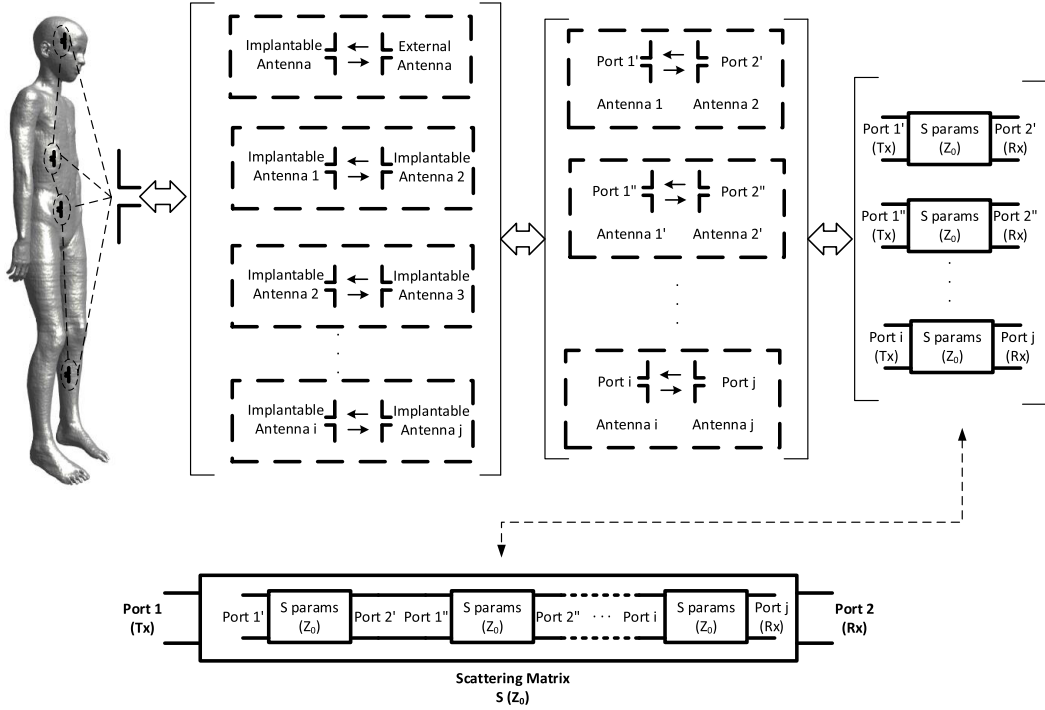 Implantable Antenna
External Antenna
Implantable Antenna 1
Implantable Antenna 2
Implantable Antenna 2
Implantable Antenna 3
.
.
.
Implantable Antenna i
Implantable Antenna j
Port 1'
Port 2'
Antenna 1
Antenna 2
Port 1"
Port 2"
Antenna 1'
Antenna 2'
.
.
.
Port i
Port j
Antenna i
Antenna j
Port 1'
(Tx)
S params
(Z₀)
Port 2'
(Rx)
Port 1"
(Tx)
S params
(Z₀)
Port 2"
(Rx)
.
.
.
Port i
(Tx)
S params
(Z₀)
Port j
(Rx)
Port 1
(Tx)
Port 1'
S params
(Z₀)
Port 2'
Port 1"
S params
(Z₀)
Port 2"
· · ·
Port i
S params
(Z₀)
Port j
(Rx)
Port 2
(Rx)
Scattering Matrix
S (Z₀)